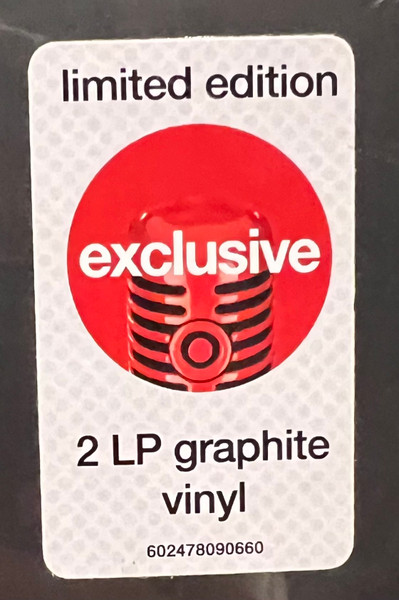 limited edition
exclusive
2 LP graphite
vinyl
602478090660